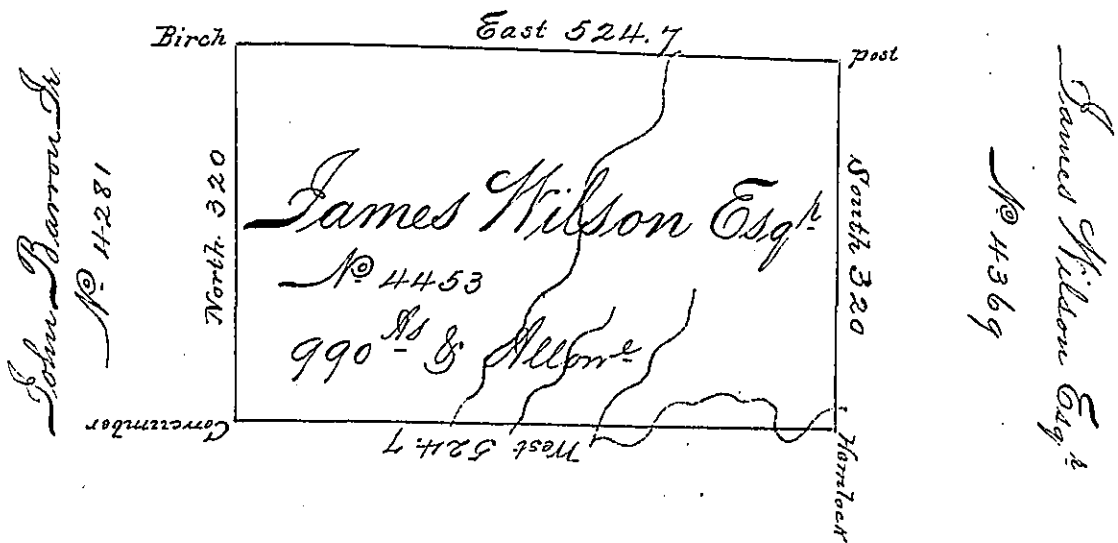 East 524.7
Birch
post
John Barron Jr
No 4281
North 320
James Wilson Esqr
No 4453
990 As & Allowe
South 320
James Wilson Esqr
No 4369
Cowcumber
West 524.7
Hemlock